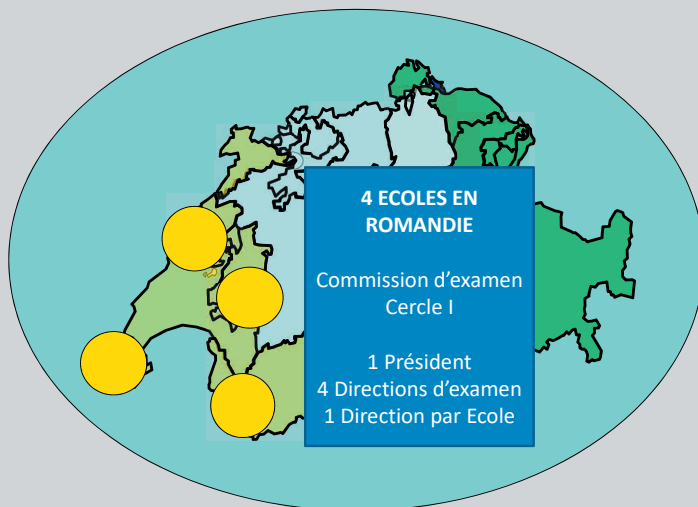 4 ECOLES EN
ROMANDIE
Commission d'examen
Cercle I
1 Président
4 Directions d'examen
1 Direction par Ecole